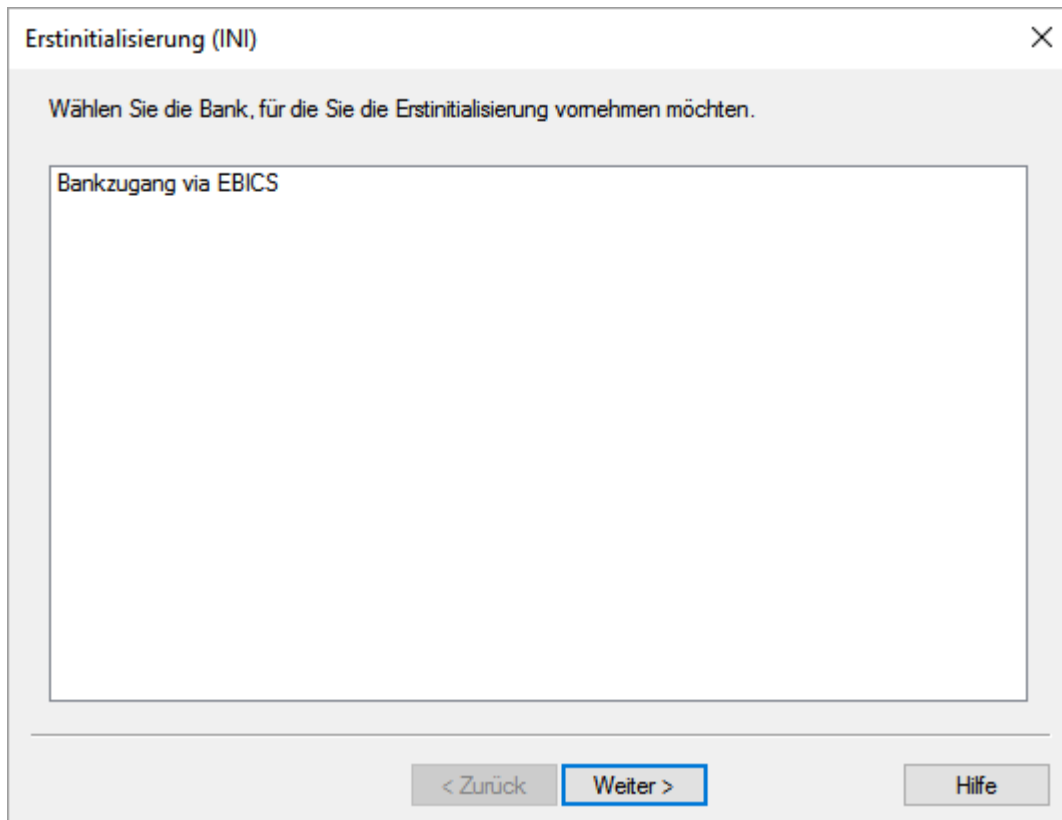 Erstinitialisierung (INI)
Wählen Sie die Bank, für die Sie die Erstinitialisierung vornehmen möchten.
Bankzugang via EBICS
< Zurück
Weiter >
Hilfe